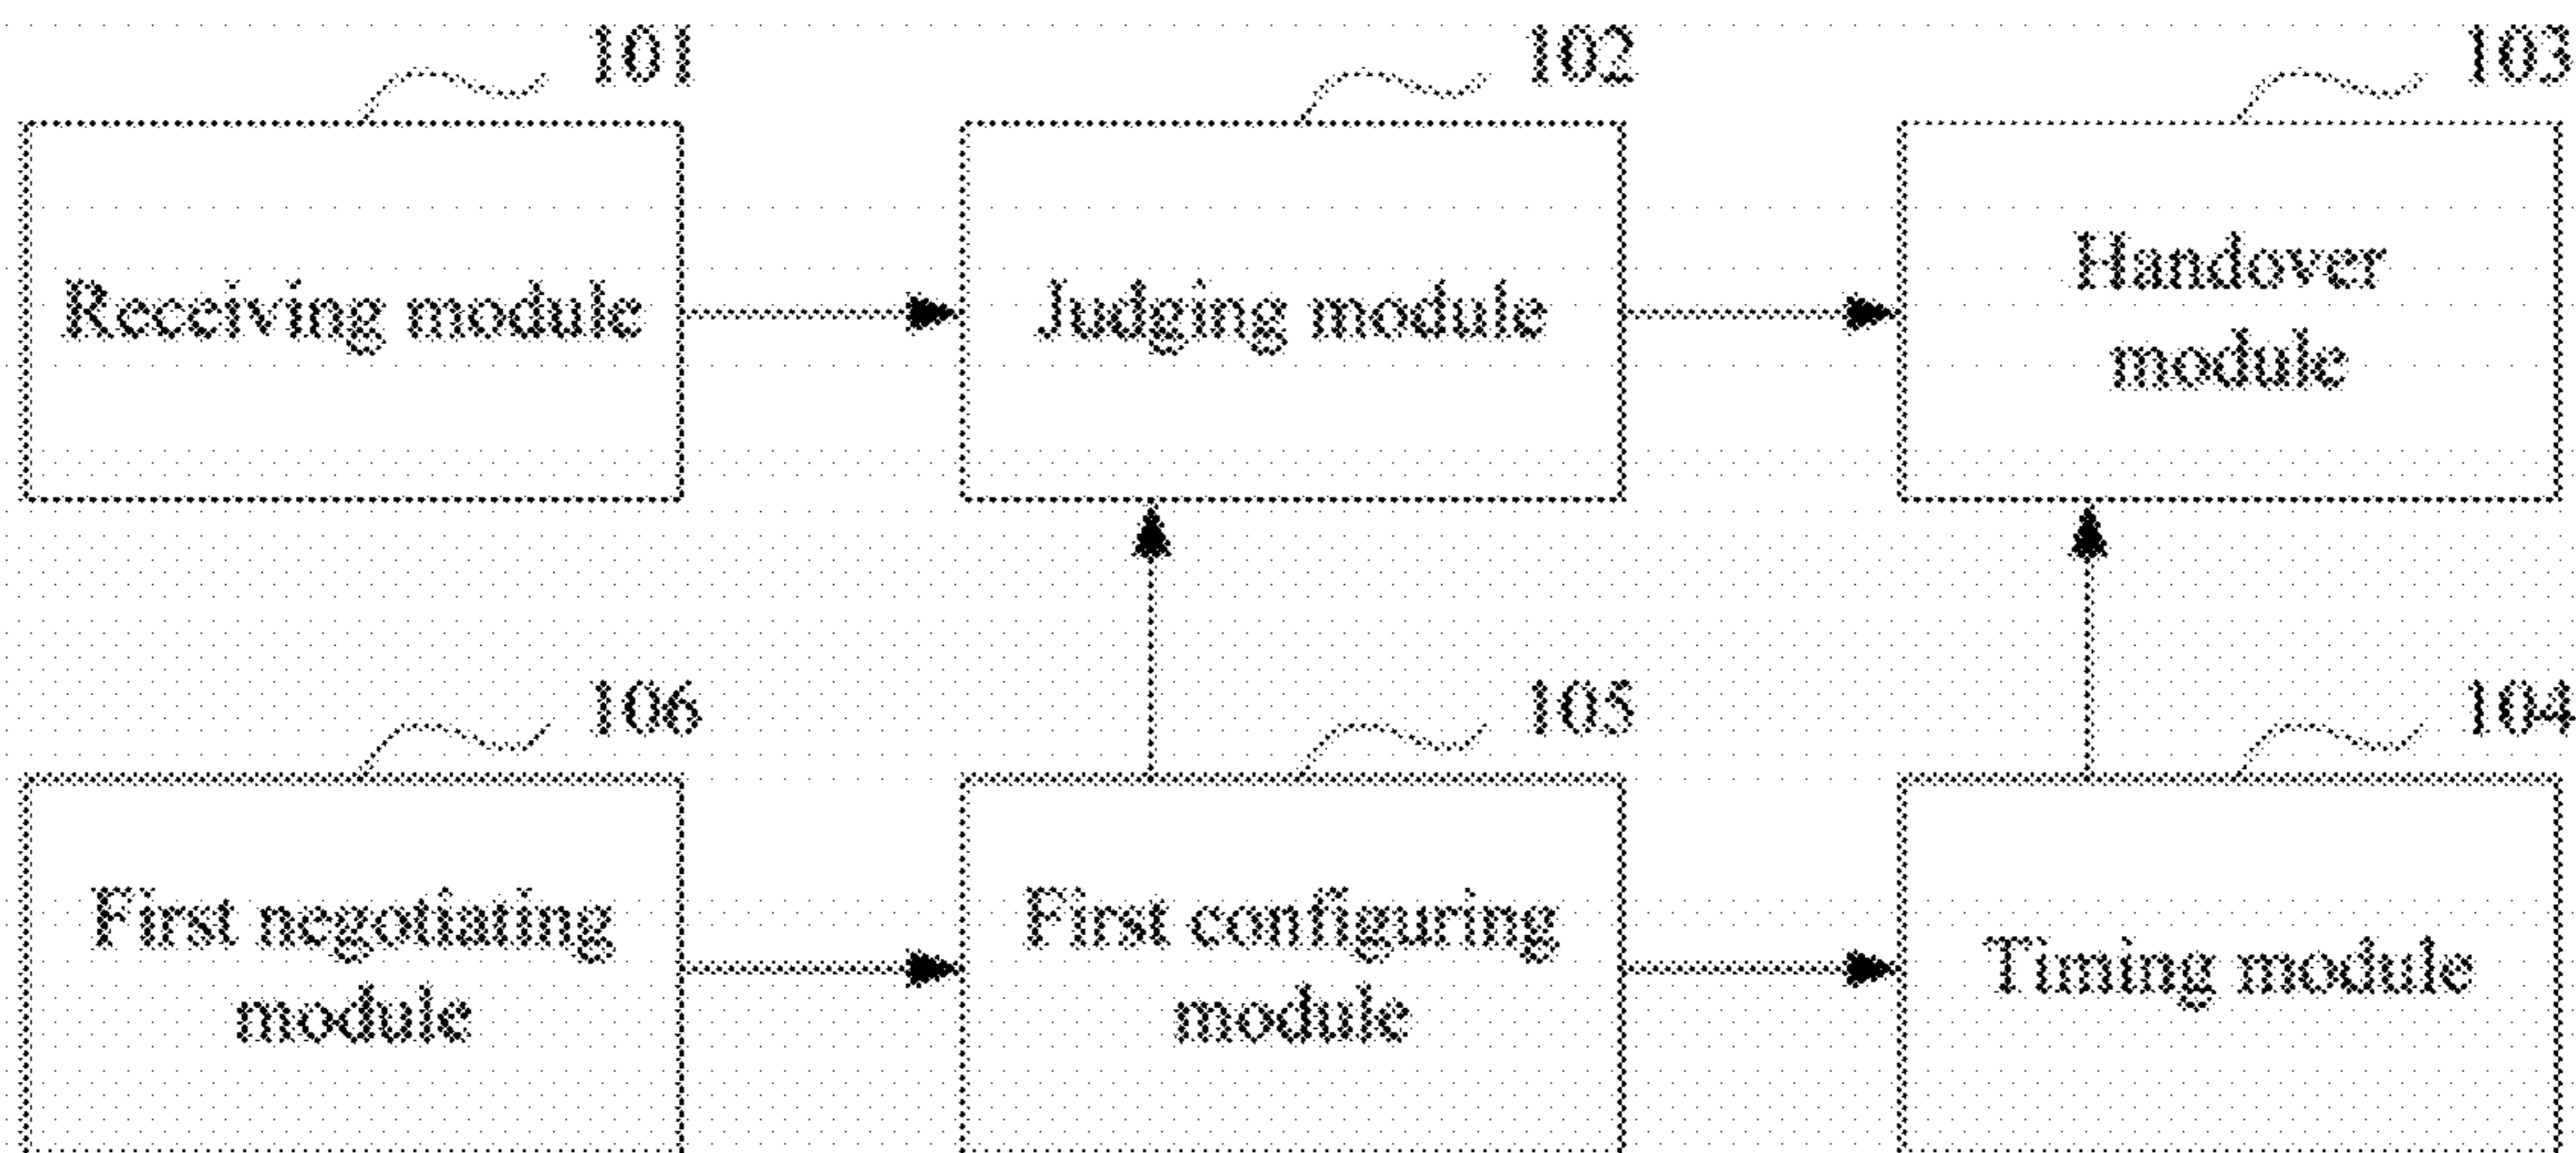 101
102
103
Receiving module
Judging module
Handover
module
106
105
104
First negotiating
module
First configuring
module
Timing module